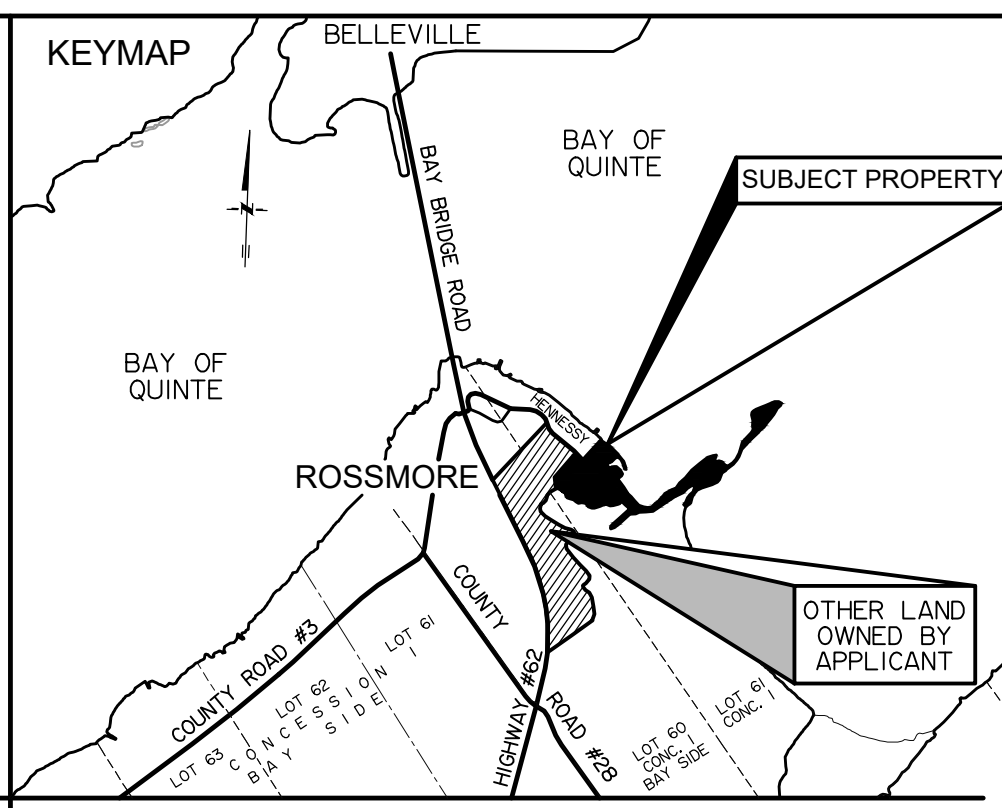 KEYMAP
BELLEVILLE
BAY OF
QUINTE
SUBJECT PROPERTY
N
BAY BRIDGE ROAD
BAY OF
QUINTE
HENNESSY
ROSSMORE
COUNTY
ROAD #28
COUNTY ROAD #3
HIGHWAY #62
OTHER LAND
OWNED BY
APPLICANT
LOT 61
I
LOT 62
CONCESSION I
BAY SIDE
LOT 63
LOT 60
CONC. I
BAY SIDE
LOT 61
CONC. I